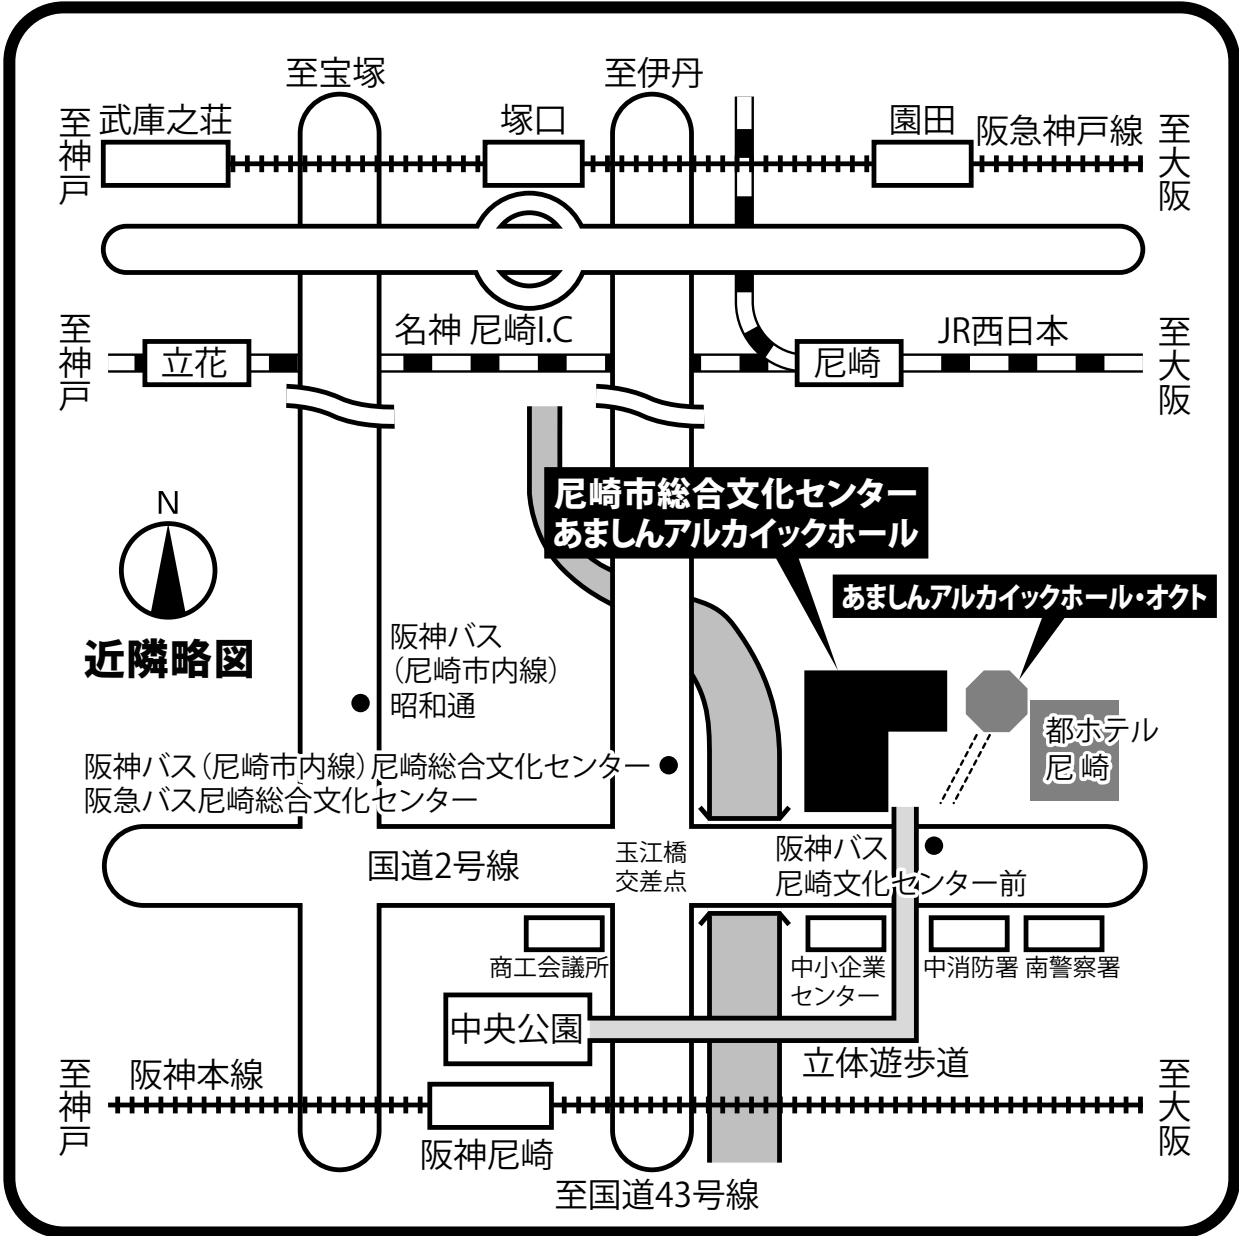 至宝塚
至伊丹
至神戸
武庫之荘
塚口
園田
阪急神戸線
至大阪
至神戸
立花
名神 尼崎I.C
尼崎
JR西日本
至大阪
尼崎市総合文化センター
あましんアルカイックホール
あましんアルカイックホール・オクト
N
近隣略図
阪神バス
(尼崎市内線)
昭和通
都ホテル
尼崎
阪神バス(尼崎市内線)尼崎総合文化センター
阪急バス尼崎総合文化センター
国道2号線
玉江橋
交差点
阪神バス
尼崎文化センター前
商工会議所
中小企業
センター
中消防署
南警察署
中央公園
立体遊歩道
至神戸
阪神本線
阪神尼崎
至大阪
至国道43号線